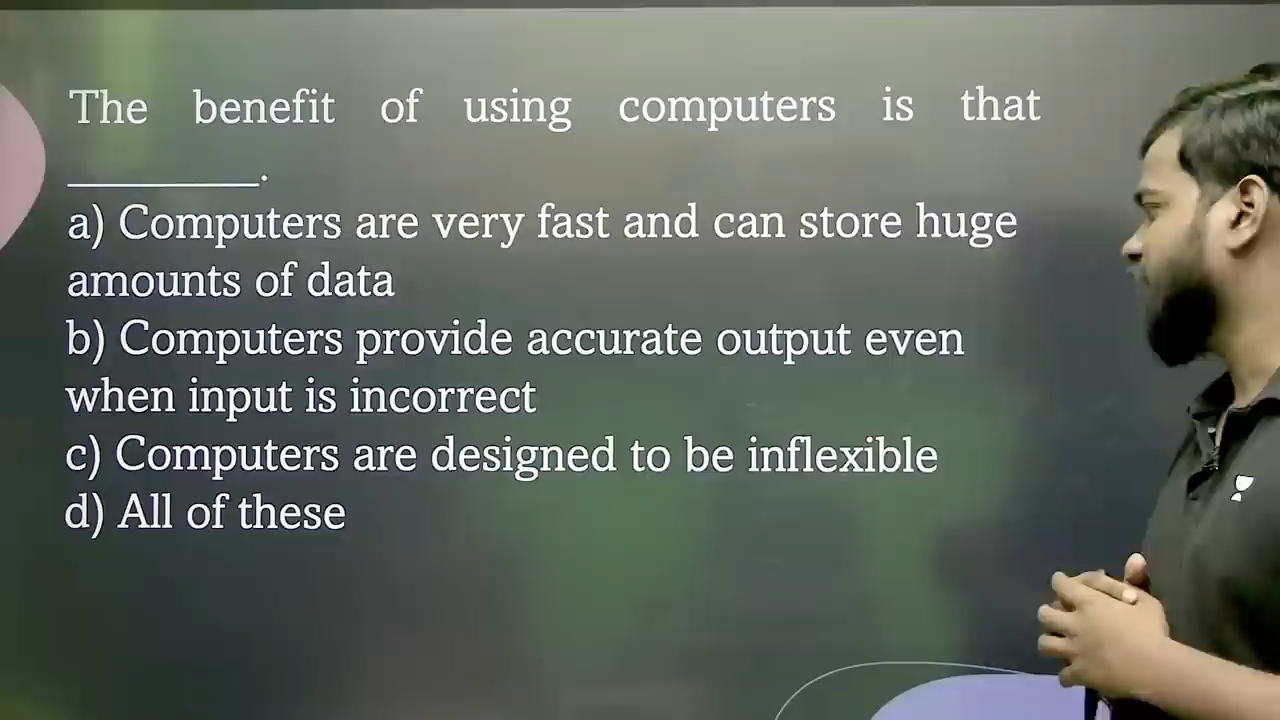 The benefit of using computers is that
_________.
a) Computers are very fast and can store huge
amounts of data
b) Computers provide accurate output even
when input is incorrect
c) Computers are designed to be inflexible
d) All of these